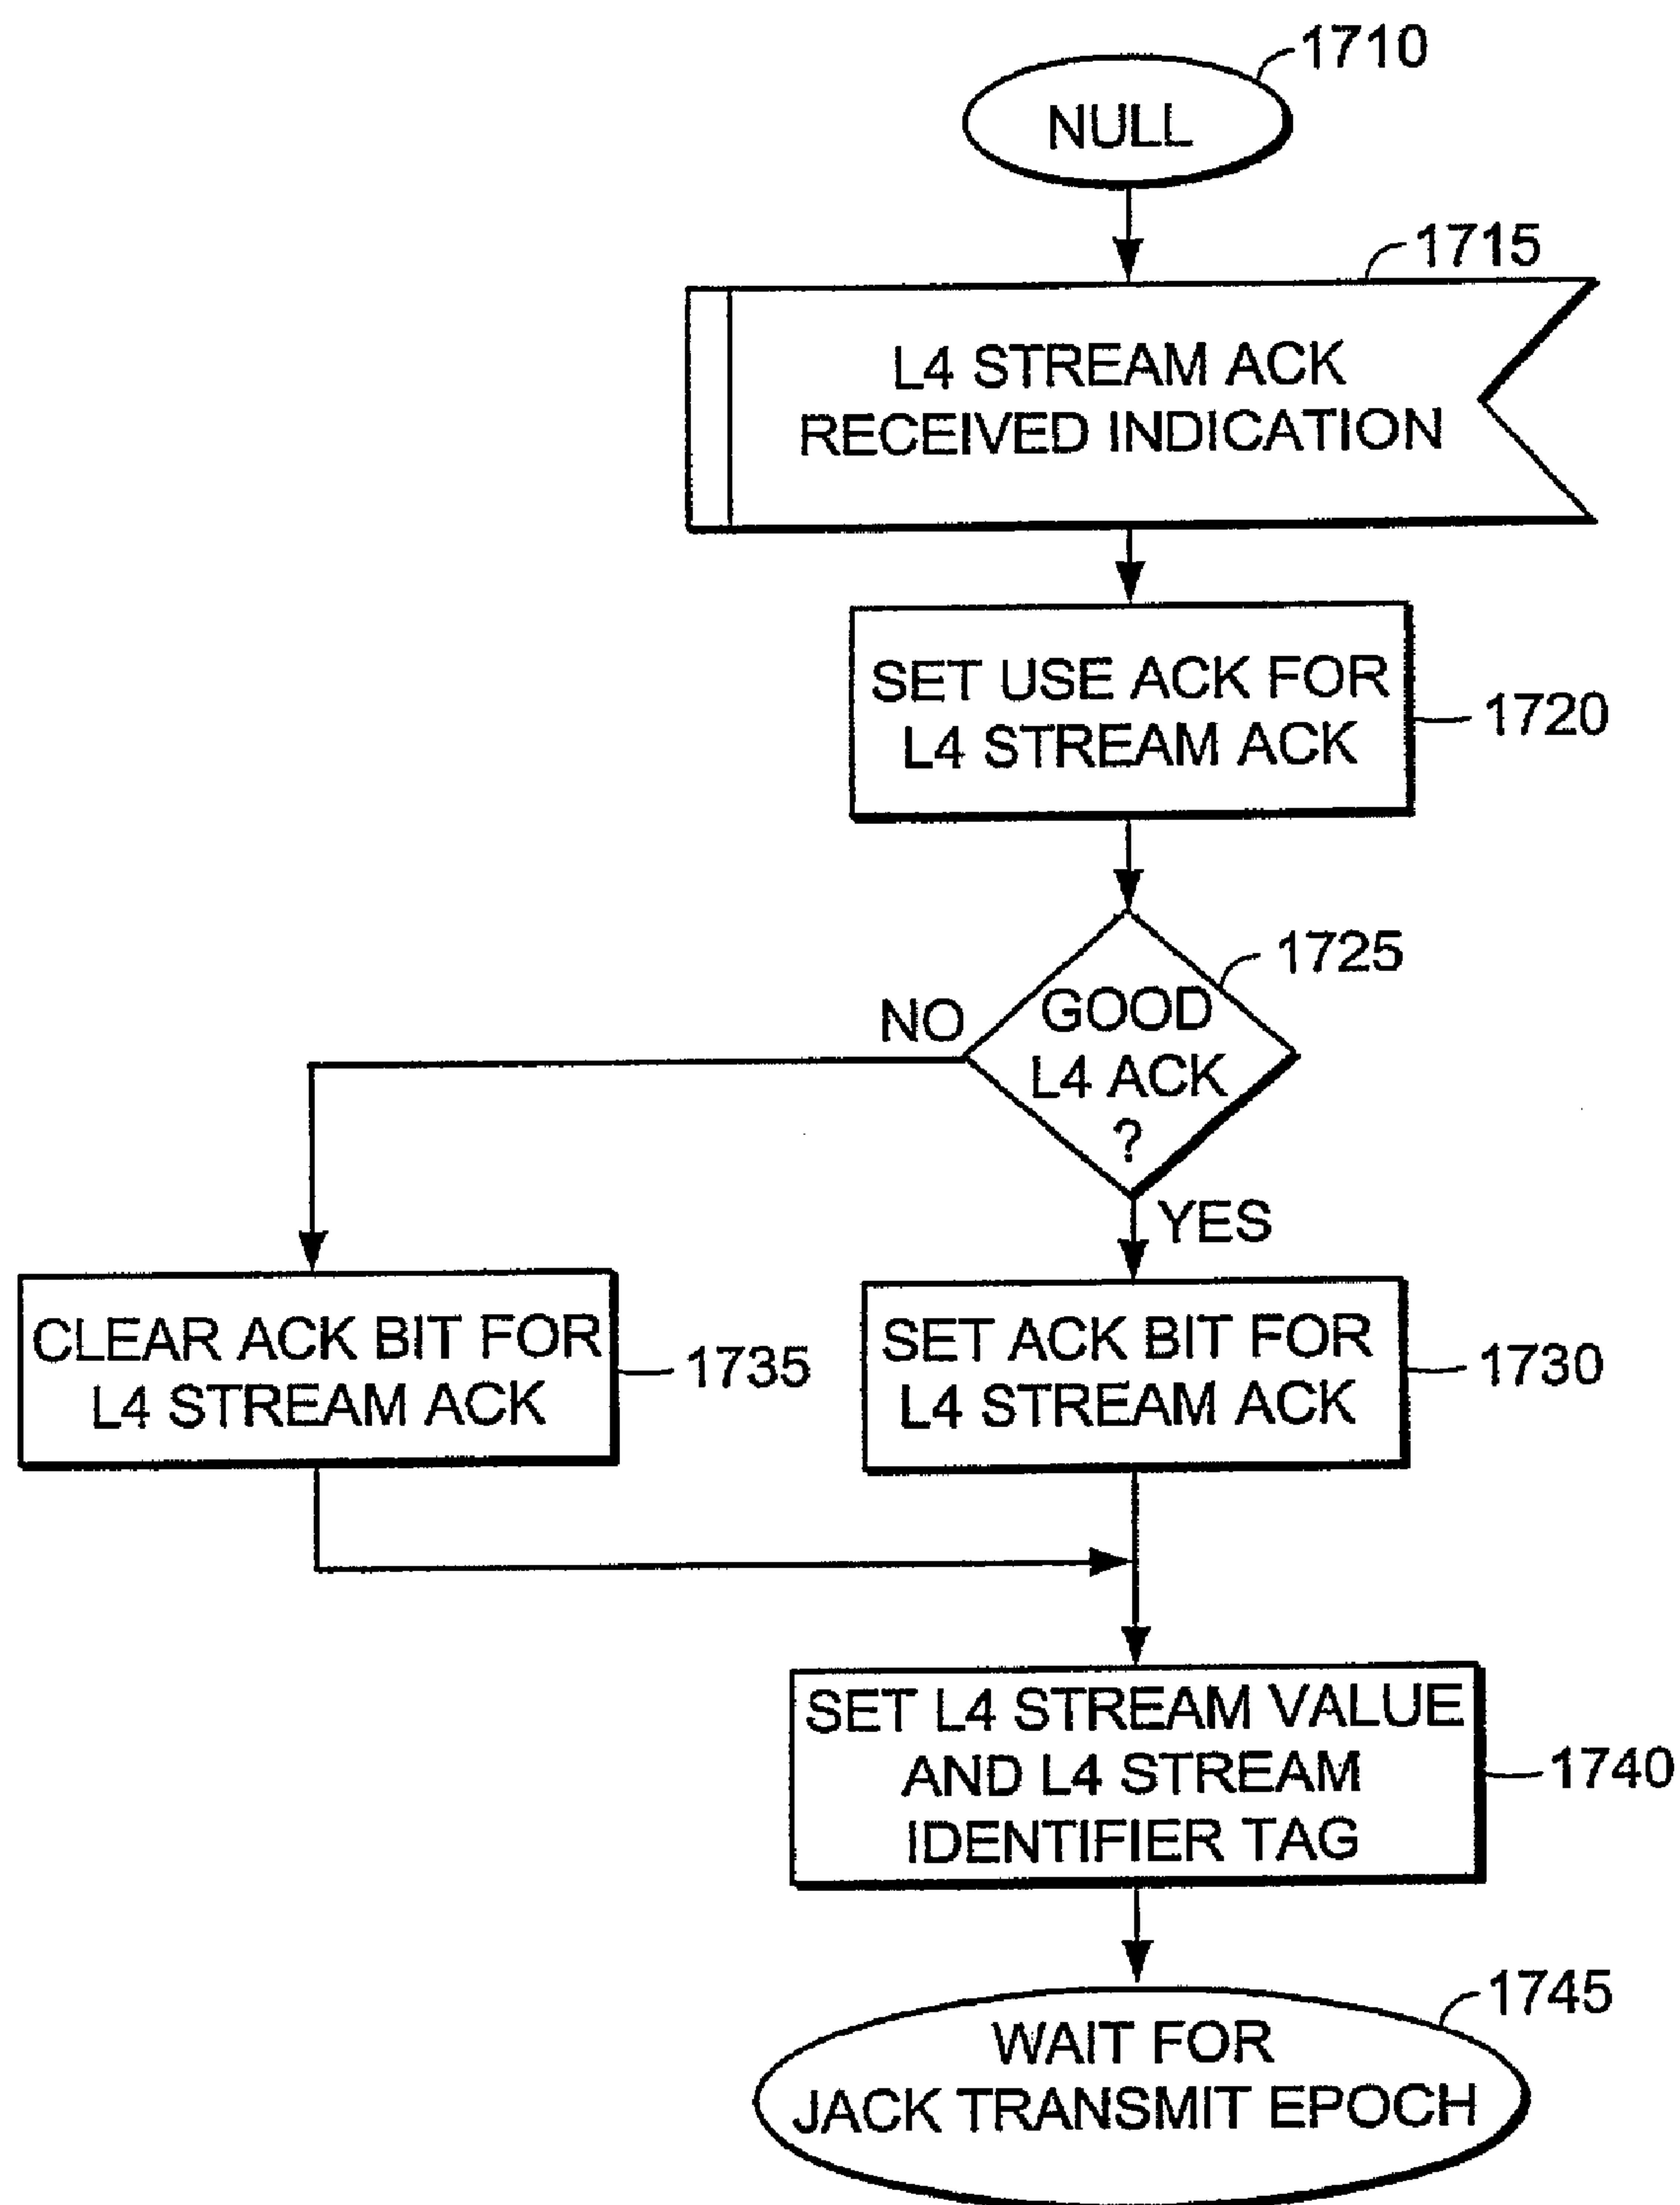 1710
NULL
1715
L4 STREAM ACK
RECEIVED INDICATION
SET USE ACK FOR
L4 STREAM ACK
1720
1725
NO
GOOD
L4 ACK
?
YES
CLEAR ACK BIT FOR
L4 STREAM ACK
1735
SET ACK BIT FOR
L4 STREAM ACK
1730
SET L4 STREAM VALUE
AND L4 STREAM
IDENTIFIER TAG
1740
1745
WAIT FOR
JACK TRANSMIT EPOCH